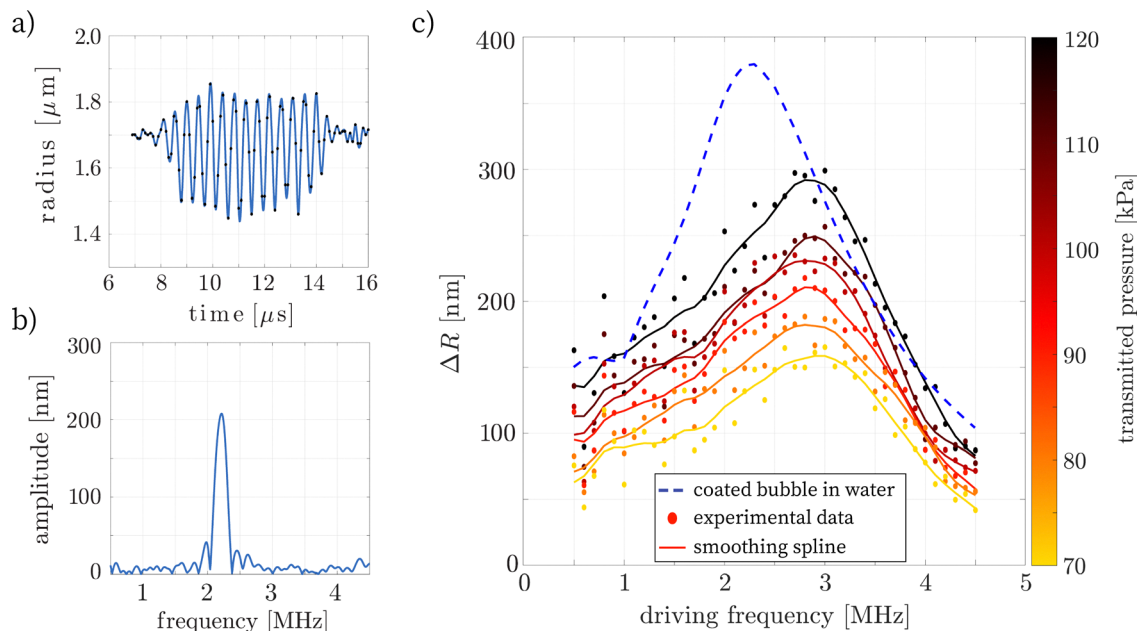 a)
2.0
1.8
1.6
1.4
radius [μm]
6
8
10
12
14
16
time [μs]
b)
300
200
100
0
amplitude [nm]
1
2
3
4
frequency [MHz]
c)
400
300
200
100
0
ΔR [nm]
0
1
2
3
4
5
driving frequency [MHz]
coated bubble in water
experimental data
smoothing spline
120
110
100
90
80
70
transmitted pressure [kPa]